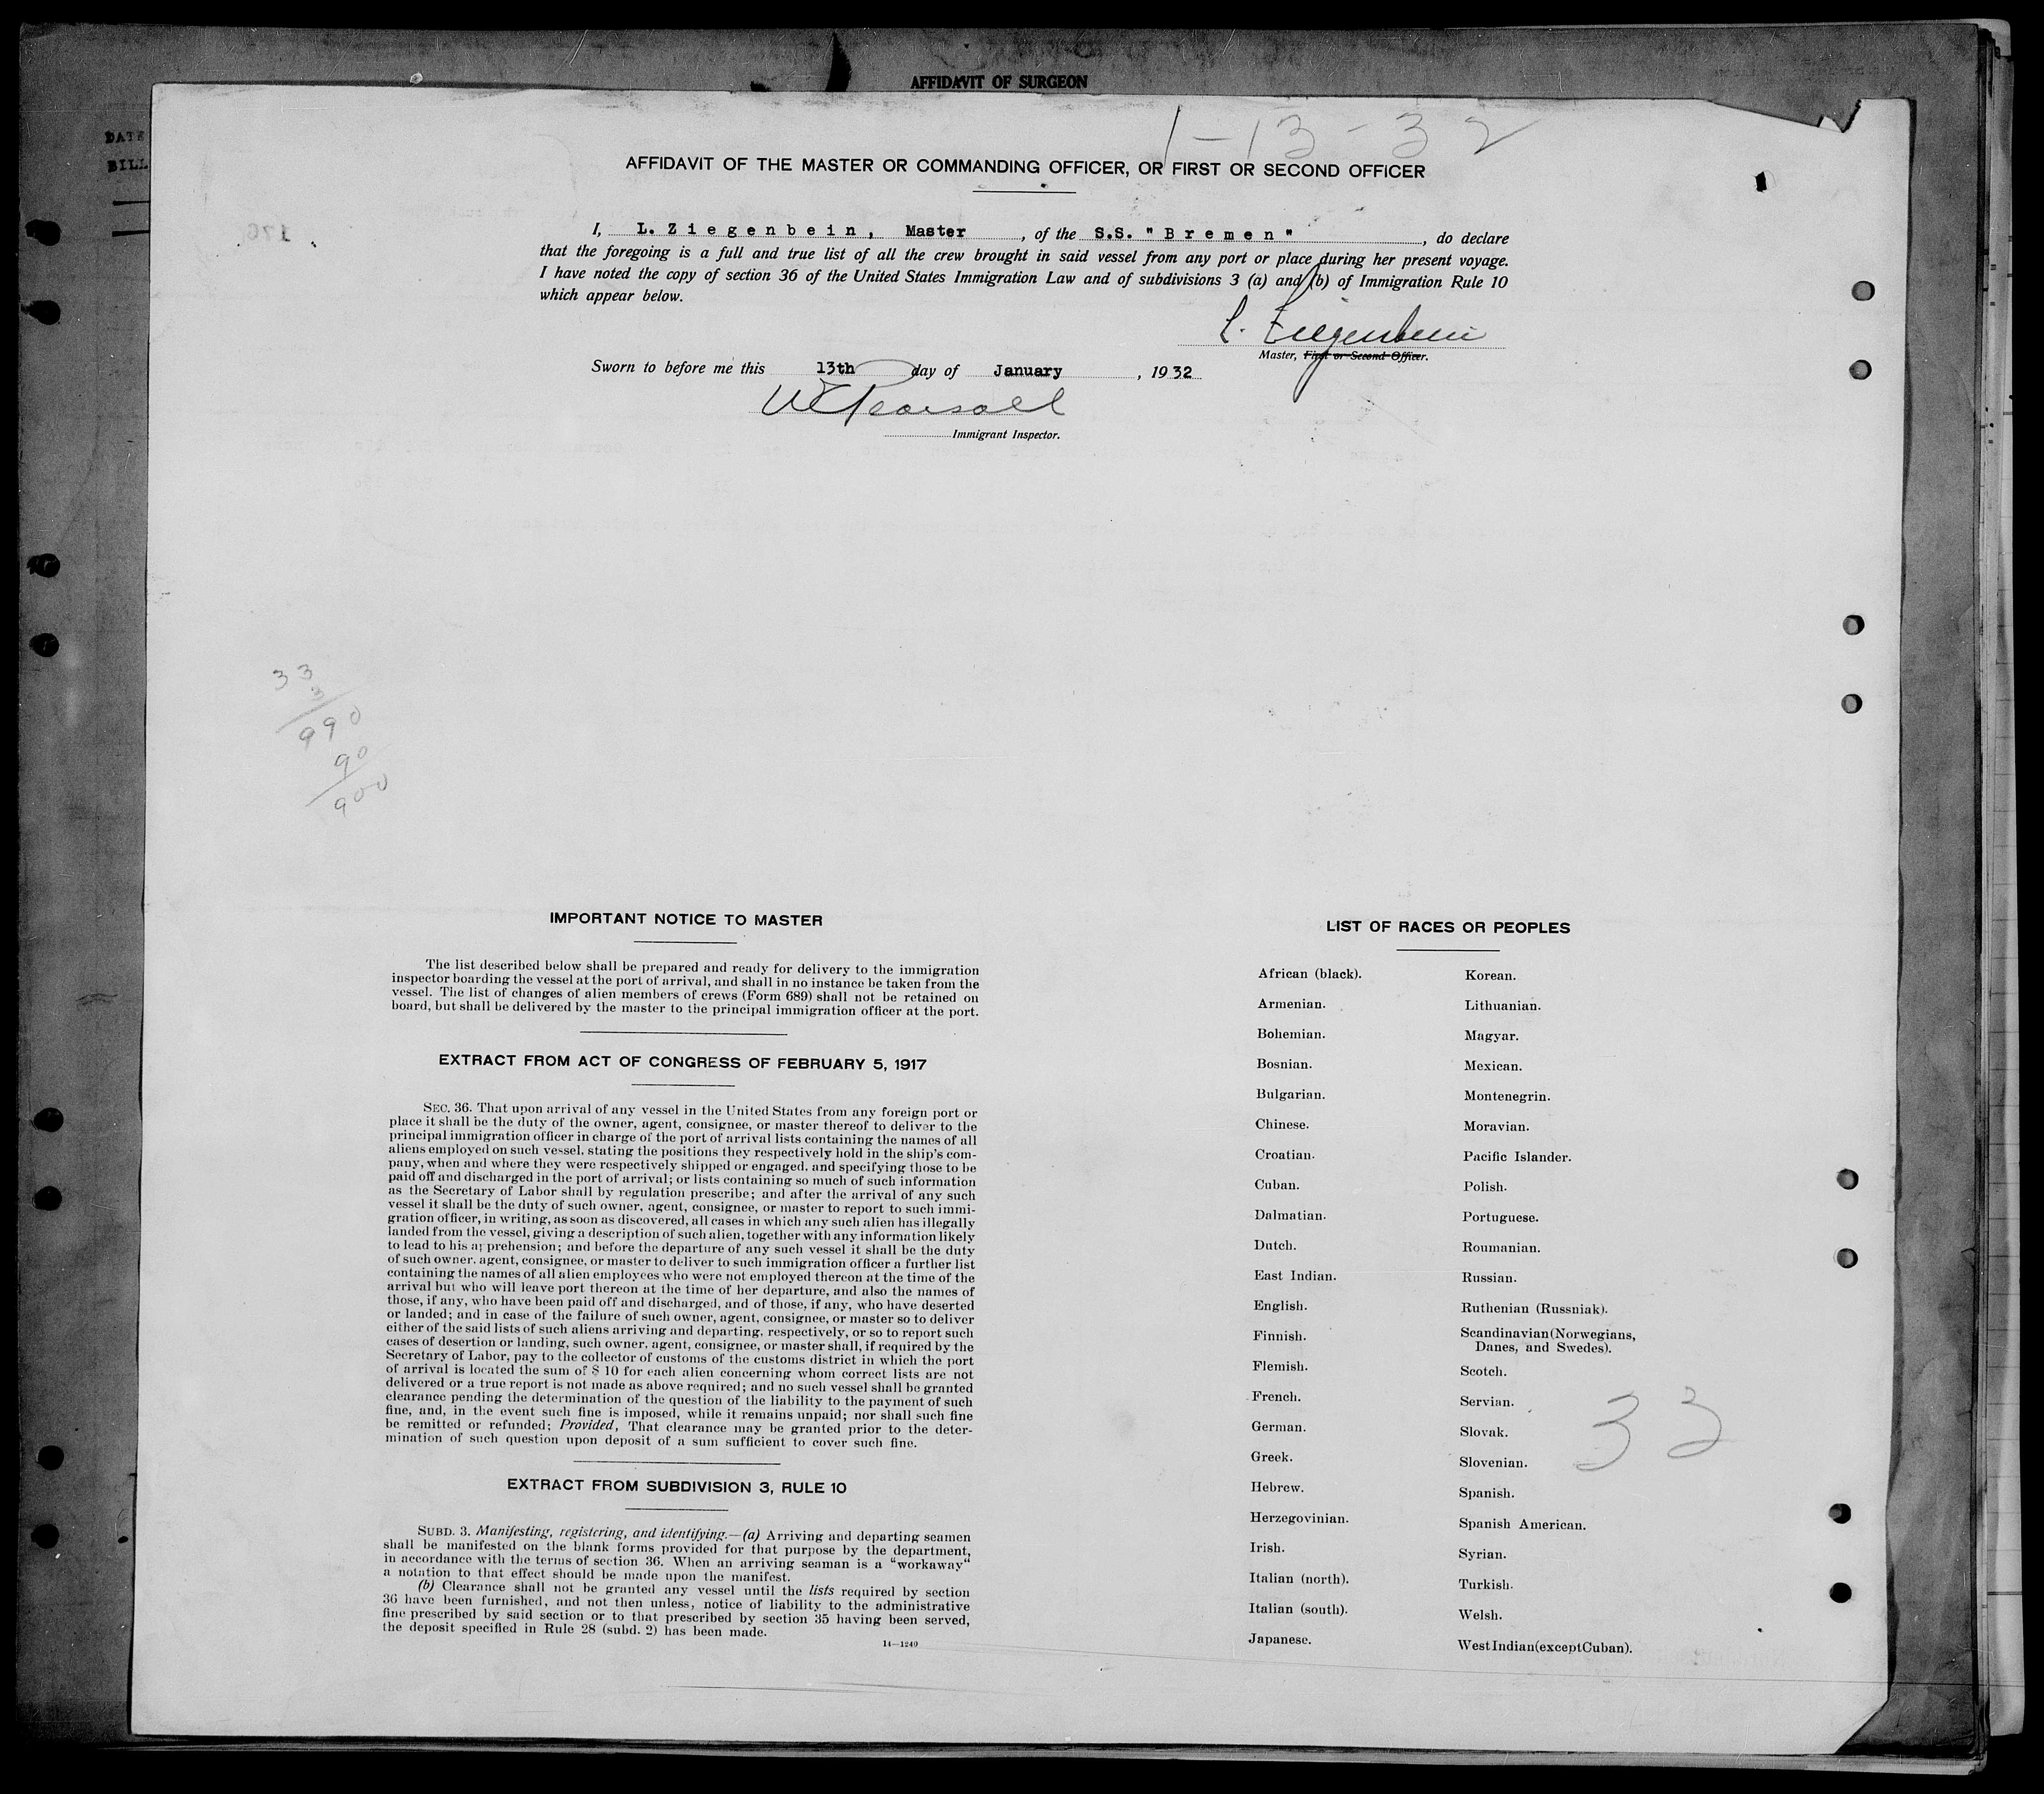 AFFIDAVIT OF SURGEON
DATE
BILL
1-13-32
AFFIDAVIT OF THE MASTER OR COMMANDING OFFICER, OR FIRST OR SECOND OFFICER
I, L. Ziegenbein, Master, of the S.S. "Bremen", do declare
that the foregoing is a full and true list of all the crew brought in said vessel from any port or place during her present voyage.
I have noted the copy of section 36 of the United States Immigration Law and of subdivisions 3 (a) and (b) of Immigration Rule 10
which appear below.
L. Ziegenbein
Master, First or Second Officer.
Sworn to before me this 13th day of January, 1932
Pearsall
Immigrant Inspector.
33
3
990
90
900
IMPORTANT NOTICE TO MASTER
The list described below shall be prepared and ready for delivery to the immigration
inspector boarding the vessel at the port of arrival, and shall in no instance be taken from the
vessel. The list of changes of alien members of crews (Form 689) shall not be retained on
board, but shall be delivered by the master to the principal immigration officer at the port.
EXTRACT FROM ACT OF CONGRESS OF FEBRUARY 5, 1917
SEC. 36. That upon arrival of any vessel in the United States from any foreign port or
place it shall be the duty of the owner, agent, consignee, or master thereof to deliver to the
principal immigration officer in charge of the port of arrival lists containing the names of all
aliens employed on such vessel, stating the positions they respectively hold in the ship's com-
pany, when and where they were respectively shipped or engaged, and specifying those to be
paid off and discharged in the port of arrival; or lists containing so much of such information
as the Secretary of Labor shall by regulation prescribe; and after the arrival of any such
vessel it shall be the duty of such owner, agent, consignee, or master to report to such immi-
gration officer, in writing, as soon as discovered, all cases in which any such alien has illegally
landed from the vessel, giving a description of such alien, together with any information likely
to lead to his apprehension; and before the departure of any such vessel it shall be the duty
of such owner, agent, consignee, or master to deliver to such immigration officer a further list
containing the names of all alien employees who were not employed thereon at the time of the
arrival but who will leave port thereon at the time of her departure, and also the names of
those, if any, who have been paid off and discharged, and of those, if any, who have deserted
or landed; and in case of the failure of such owner, agent, consignee, or master so to deliver
either of the said lists of such aliens arriving and departing, respectively, or so to report such
cases of desertion or landing, such owner, agent, consignee, or master shall, if required by the
Secretary of Labor, pay to the collector of customs of the customs district in which the port
of arrival is located the sum of $ 10 for each alien concerning whom correct lists are not
delivered or a true report is not made as above required; and no such vessel shall be granted
clearance pending the determination of the question of the liability to the payment of such
fine, and, in the event such fine is imposed, while it remains unpaid; nor shall such fine
be remitted or refunded; Provided, That clearance may be granted prior to the deter-
mination of such question upon deposit of a sum sufficient to cover such fine.
EXTRACT FROM SUBDIVISION 3, RULE 10
SUBD. 3. Manifesting, registering, and identifying.—(a) Arriving and departing seamen
shall be manifested on the blank forms provided for that purpose by the department,
in accordance with the terms of section 36. When an arriving seaman is a "workaway"
a notation to that effect should be made upon the manifest.
(b) Clearance shall not be granted any vessel until the lists required by section
36 have been furnished, and not then unless, notice of liability to the administrative
fine prescribed by said section or to that prescribed by section 35 having been served,
the deposit specified in Rule 28 (subd. 2) has been made.
14—1240
LIST OF RACES OR PEOPLES
African (black).
Armenian.
Bohemian.
Bosnian.
Bulgarian.
Chinese.
Croatian.
Cuban.
Dalmatian.
Dutch.
East Indian.
English.
Finnish.
Flemish.
French.
German.
Greek.
Hebrew.
Herzegovinian.
Irish.
Italian (north).
Italian (south).
Japanese.
Korean.
Lithuanian.
Magyar.
Mexican.
Montenegrin.
Moravian.
Pacific Islander.
Polish.
Portuguese.
Roumanian.
Russian.
Ruthenian (Russniak).
Scandinavian (Norwegians,
Danes, and Swedes).
Scotch.
Servian.
Slovak.
Slovenian.
Spanish.
Spanish American.
Syrian.
Turkish.
Welsh.
West Indian (except Cuban).
33